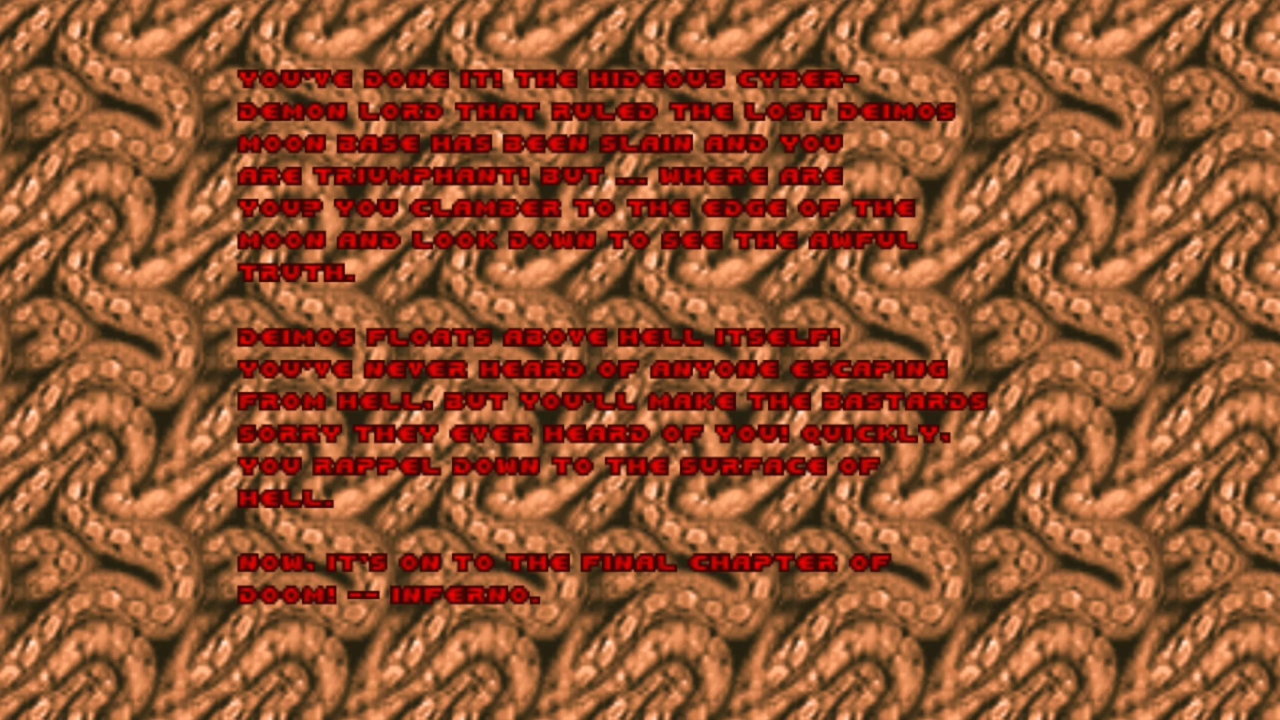 YOU'VE DONE IT! THE HIDEOUS CYBER-
DEMON LORD THAT RULED THE LOST DEIMOS
MOON BASE HAS BEEN SLAIN AND YOU
ARE TRIUMPHANT! BUT ... WHERE ARE
YOU? YOU CLAMBER TO THE EDGE OF THE
MOON AND LOOK DOWN TO SEE THE AWFUL
TRUTH.
DEIMOS FLOATS ABOVE HELL ITSELF!
YOU'VE NEVER HEARD OF ANYONE ESCAPING
FROM HELL, BUT YOU'LL MAKE THE BASTARDS
SORRY THEY EVER HEARD OF YOU! QUICKLY,
YOU RAPPEL DOWN TO THE SURFACE OF
HELL.
NOW, IT'S ON TO THE FINAL CHAPTER OF
DOOM! -- INFERNO.